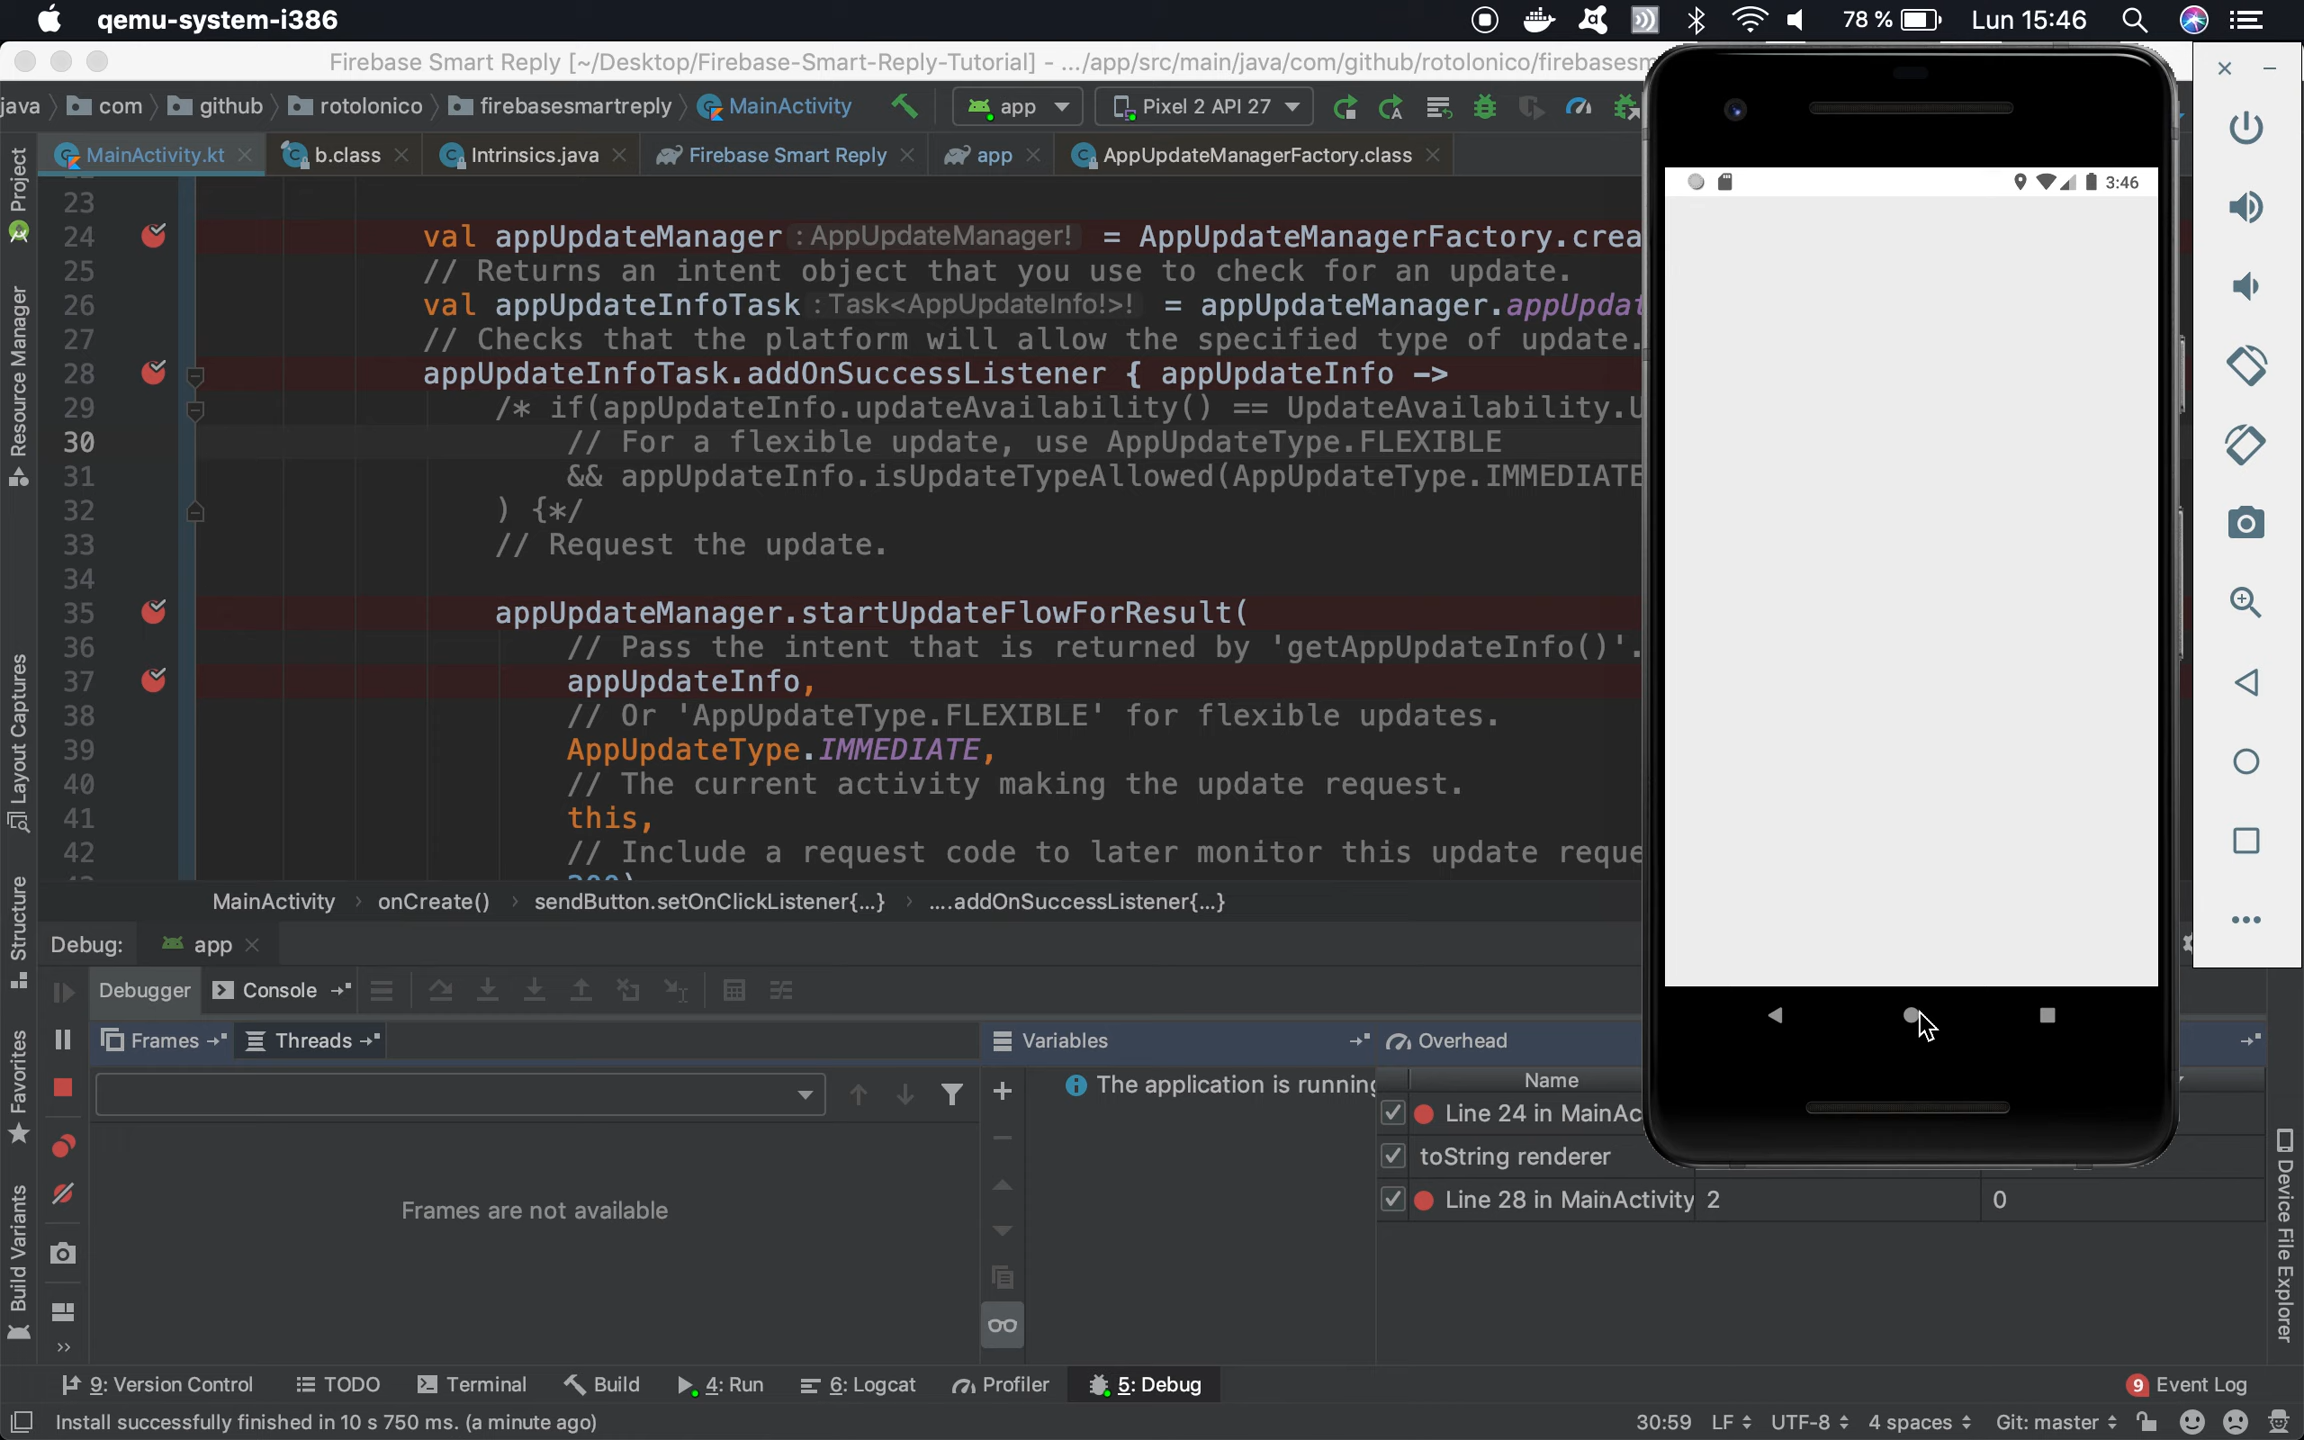 qemu-system-i386
78 %
Lun 15:46
Firebase Smart Reply [~/Desktop/Firebase-Smart-Reply-Tutorial] - .../app/src/main/java/com/github/rotolonico/firebasesm
java com github rotolonico firebasesmartreply MainActivity
app
Pixel 2 API 27
MainActivity.kt
b.class
Intrinsics.java
Firebase Smart Reply
app
AppUpdateManagerFactory.class
Project
Resource Manager
Layout Captures
Structure
Favorites
Build Variants
23
24 val appUpdateManager : AppUpdateManager! = AppUpdateManagerFactory.crea
25 // Returns an intent object that you use to check for an update.
26 val appUpdateInfoTask : Task<AppUpdateInfo!>! = appUpdateManager.appUpdat
27 // Checks that the platform will allow the specified type of update.
28 appUpdateInfoTask.addOnSuccessListener { appUpdateInfo ->
29 /* if(appUpdateInfo.updateAvailability() == UpdateAvailability.U
30 // For a flexible update, use AppUpdateType.FLEXIBLE
31 && appUpdateInfo.isUpdateTypeAllowed(AppUpdateType.IMMEDIATE
32 ) {*/
33 // Request the update.
34
35 appUpdateManager.startUpdateFlowForResult(
36 // Pass the intent that is returned by 'getAppUpdateInfo()'.
37 appUpdateInfo,
38 // Or 'AppUpdateType.FLEXIBLE' for flexible updates.
39 AppUpdateType.IMMEDIATE,
40 // The current activity making the update request.
41 this,
42 // Include a request code to later monitor this update reque
MainActivity › onCreate() › sendButton.setOnClickListener{...} › ....addOnSuccessListener{...}
3:46
Debug: app
Debugger Console
Frames Threads
Frames are not available
Variables
The application is running
Overhead
Name
Line 24 in MainAc
toString renderer
Line 28 in MainActivity 2 0
Device File Explorer
9: Version Control
TODO
Terminal
Build
4: Run
6: Logcat
Profiler
5: Debug
9 Event Log
Install successfully finished in 10 s 750 ms. (a minute ago)
30:59 LF UTF-8 4 spaces Git: master